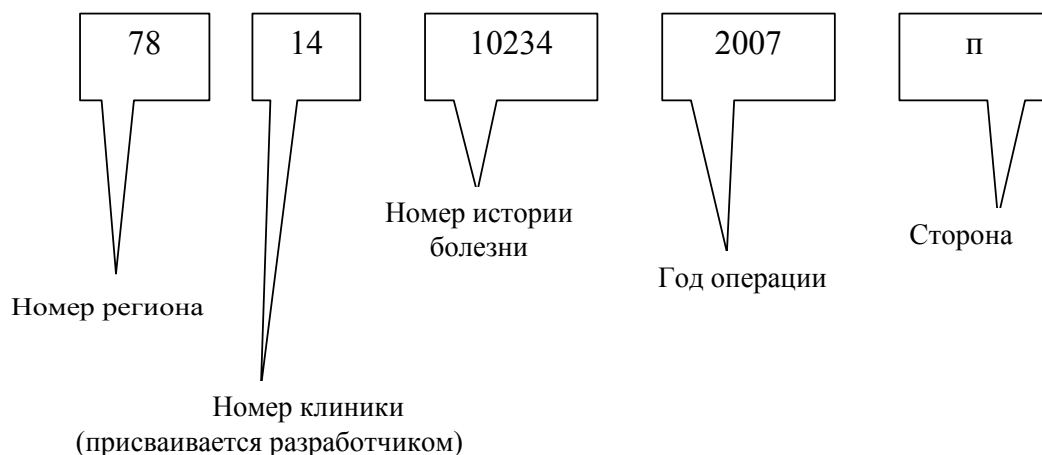 78 14 10234 2007 п
Номер истории
болезни
Сторона
Год операции
Номер региона
Номер клиники
(присваивается разработчиком)